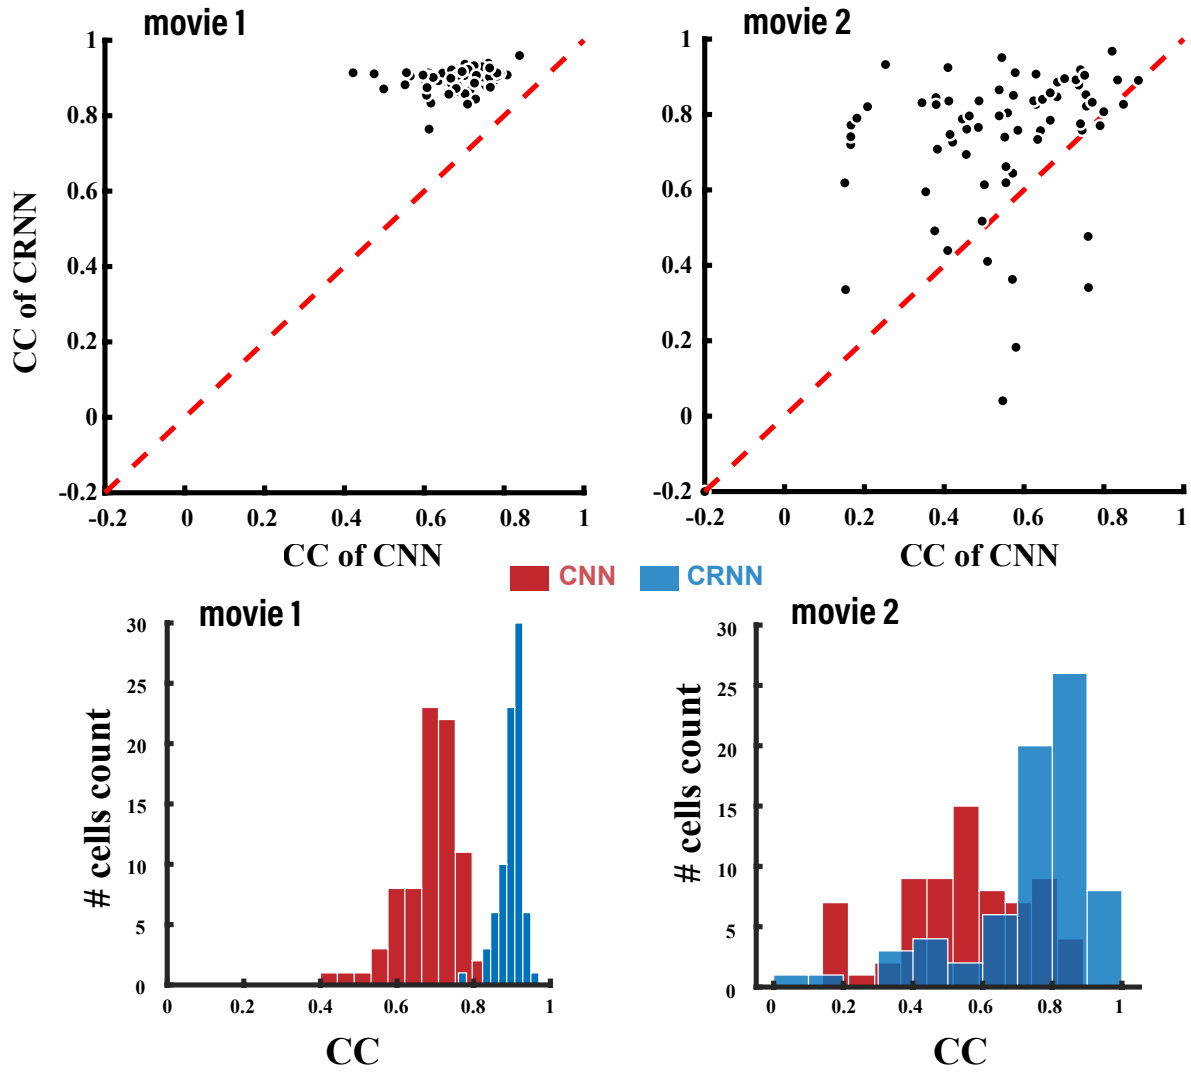 movie 1
CC of CRNN
1
0.8
0.6
0.4
0.2
0
-0.2
-0.2 0 0.2 0.4 0.6 0.8 1
CC of CNN
movie 2
1
0.8
0.6
0.4
0.2
0
-0.2
-0.2 0 0.2 0.4 0.6 0.8 1
CC of CNN
CNN CRNN
movie 1
# cells count
30
25
20
15
10
5
0
0 0.2 0.4 0.6 0.8 1
CC
movie 2
# cells count
30
25
20
15
10
5
0
0 0.2 0.4 0.6 0.8 1
CC